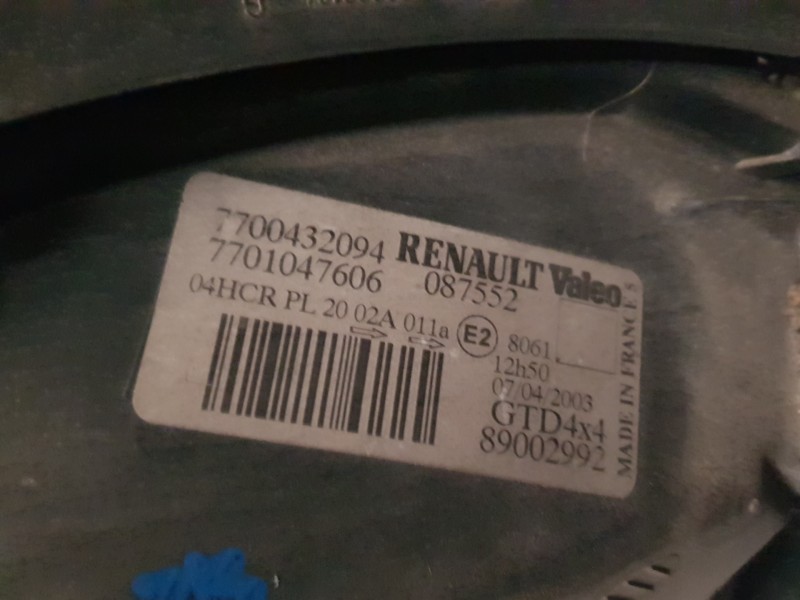 7700432094 RENAULT Valeo
7701047606 087552
04HCR PL 20 02A 011a E2 8061
12h50
07/04/2003
GTD4x4
89002992
MADE IN FRANCE S